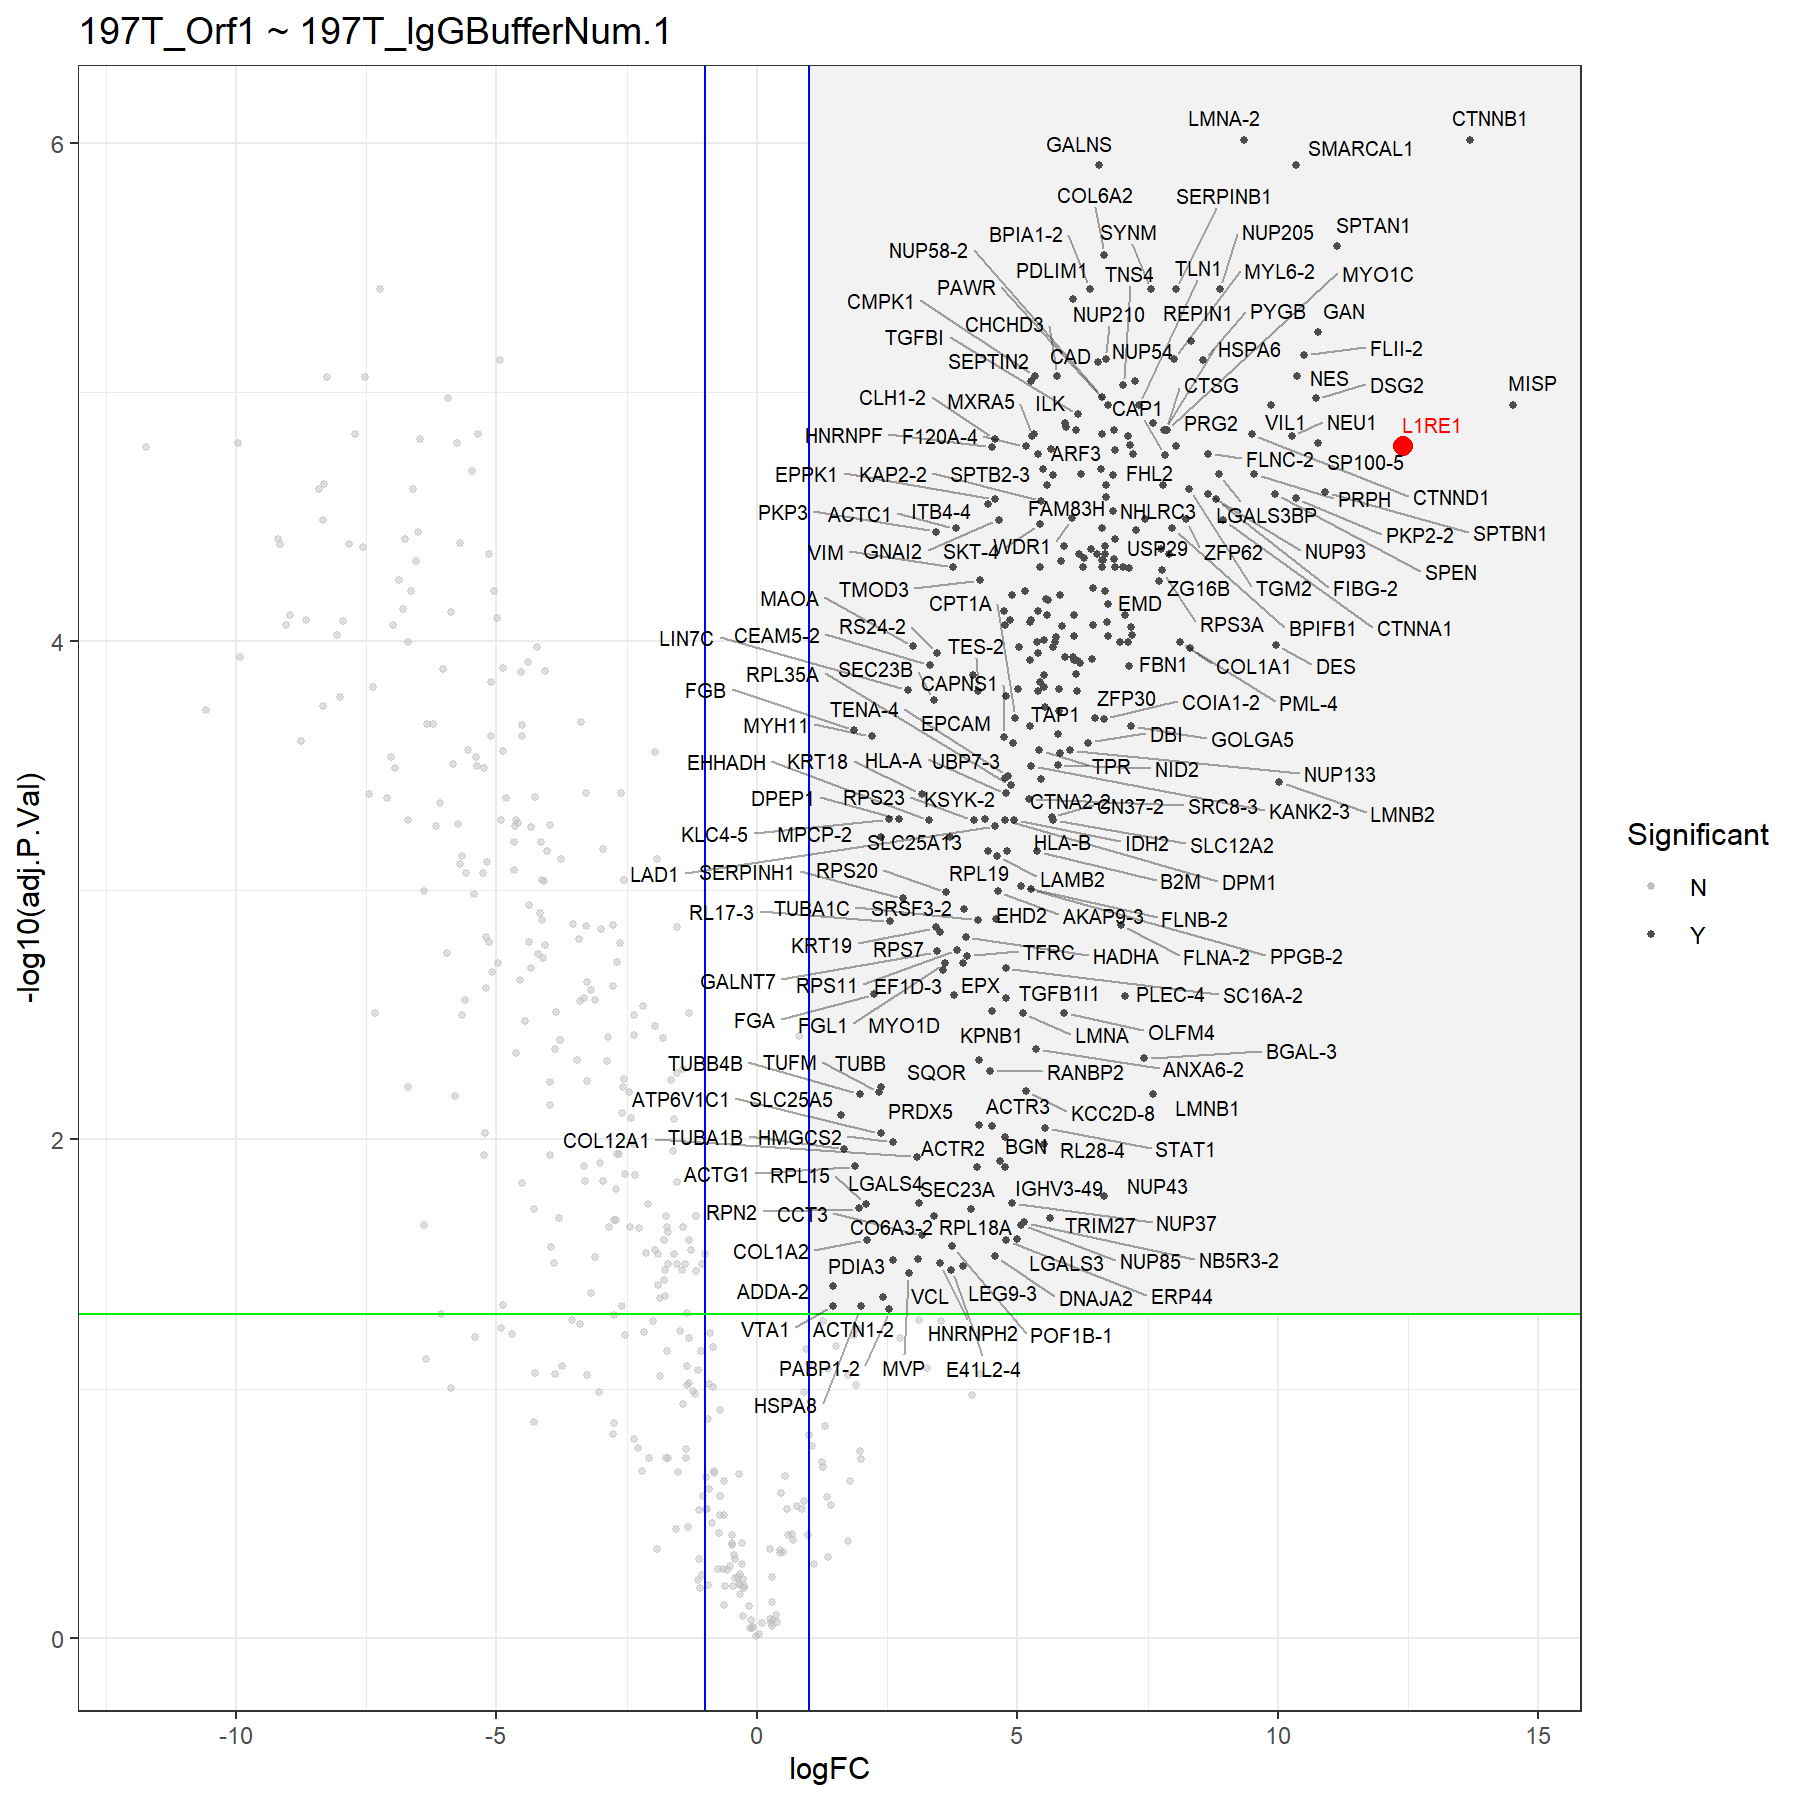 197T_Orf1 ~ 197T_IgGBufferNum.1
LMNA-2
CTNNB1
GALNS
SMARCAL1
COL6A2
SERPINB1
SPTAN1
BPIA1-2
SYNM
NUP205
NUP58-2
PDLIM1
TNS4
TLN1
MYL6-2
MYO1C
PAWR
CMPK1
NUP210
REPIN1
PYGB
GAN
CHCHD3
TGFBI
SEPTIN2
CAD
NUP54
HSPA6
FLII-2
NES
DSG2
MISP
CTSG
CLH1-2
MXRA5
ILK
CAP1
PRG2
VIL1
NEU1
L1RE1
HNRNPF
F120A-4
ARF3
FLNC-2
SP100-5
EPPK1
KAP2-2
SPTB2-3
FHL2
CTNND1
PRPH
PKP3
ACTC1
ITB4-4
FAM83H
NHLRC3
LGALS3BP
PKP2-2
SPTBN1
VIM
GNAI2
SKT-4
WDR1
USP29
ZFP62
NUP93
SPEN
TMOD3
ZG16B
TGM2
FIBG-2
MAOA
CPT1A
EMD
RS24-2
RPS3A
BPIFB1
CTNNA1
LIN7C
CEAM5-2
TES-2
FBN1
COL1A1
DES
RPL35A
SEC23B
CAPNS1
FGB
ZFP30
COIA1-2
PML-4
TENA-4
EPCAM
TAP1
MYH11
DBI
GOLGA5
EHHADH
KRT18
HLA-A
UBP7-3
TPR
NID2
NUP133
DPEP1
RPS23
KSYK-2
CTNA2-2
CN37-2
SRC8-3
KANK2-3
LMNB2
KLC4-5
MPCP-2
SLC25A13
HLA-B
IDH2
SLC12A2
LAD1
SERPINH1
RPS20
RPL19
LAMB2
B2M
DPM1
RL17-3
TUBA1C
SRSF3-2
EHD2
AKAP9-3
FLNB-2
KRT19
RPS7
TFRC
HADHA
FLNA-2
PPGB-2
GALNT7
RPS11
EF1D-3
EPX
TGFB1I1
PLEC-4
SC16A-2
FGA
FGL1
MYO1D
KPNB1
LMNA
OLFM4
TUBB4B
TUFM
TUBB
SQOR
RANBP2
ANXA6-2
BGAL-3
ATP6V1C1
SLC25A5
PRDX5
ACTR3
KCC2D-8
LMNB1
COL12A1
TUBA1B
HMGCS2
ACTR2
BGN
RL28-4
STAT1
ACTG1
RPL15
LGALS4
SEC23A
IGHV3-49
NUP43
RPN2
CCT3
CO6A3-2
RPL18A
TRIM27
NUP37
COL1A2
PDIA3
LGALS3
NUP85
NB5R3-2
ADDA-2
VCL
LEG9-3
DNAJA2
ERP44
VTA1
ACTN1-2
HNRNPH2
POF1B-1
PABP1-2
MVP
E41L2-4
HSPA8
6
4
2
0
-10
-5
0
5
10
15
logFC
-log10(adj.P.Val)
Significant
N
Y